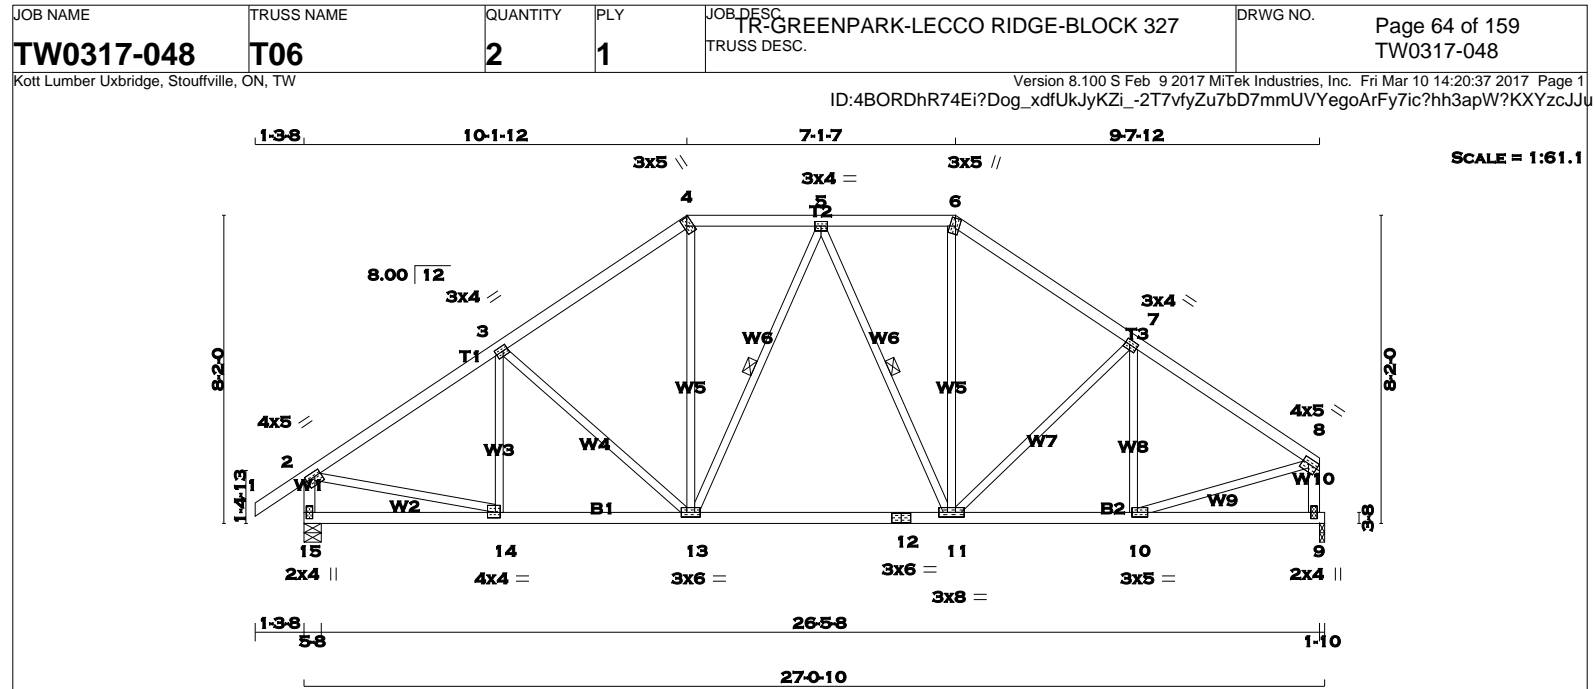 JOB NAME
TW0317-048
TRUSS NAME
T06
QUANTITY
2
PLY
1
JOB DESC.
TR-GREENPARK-LECCO RIDGE-BLOCK 327
TRUSS DESC.
DRWG NO.
Page 64 of 159
TW0317-048
Kott Lumber Uxbridge, Stouffville, ON, TW
Version 8.100 S Feb 9 2017 MiTek Industries, Inc. Fri Mar 10 14:20:37 2017 Page 1
ID:4BORDhR74Ei?Dog_xdfUkJyKZi_-2T7vfyZu7bD7mmUVYegoArFy7ic?hh3apW?KXYzcJJu
1-3-8 10-1-12 7-1-7 9-7-12
SCALE = 1:61.1
3x5 \\ 3x5 //
3x4 =
4 5 6
T2
8.00 12
3x4 // 3x4 \\
3 7
T1 T3
W6 W6
8-2-0 8-2-0
W5 W5
4x5 // 4x5 \\
2 8
W3 W4 W7 W8
1 W1 W10
1-4-13
W2 B1 B2 W9
3-8
15 14 13 12 11 10 9
2x4 || 4x4 = 3x6 = 3x6 = 3x8 = 3x5 = 2x4 ||
1-3-8 26-5-8
5-8 1-10
27-0-10